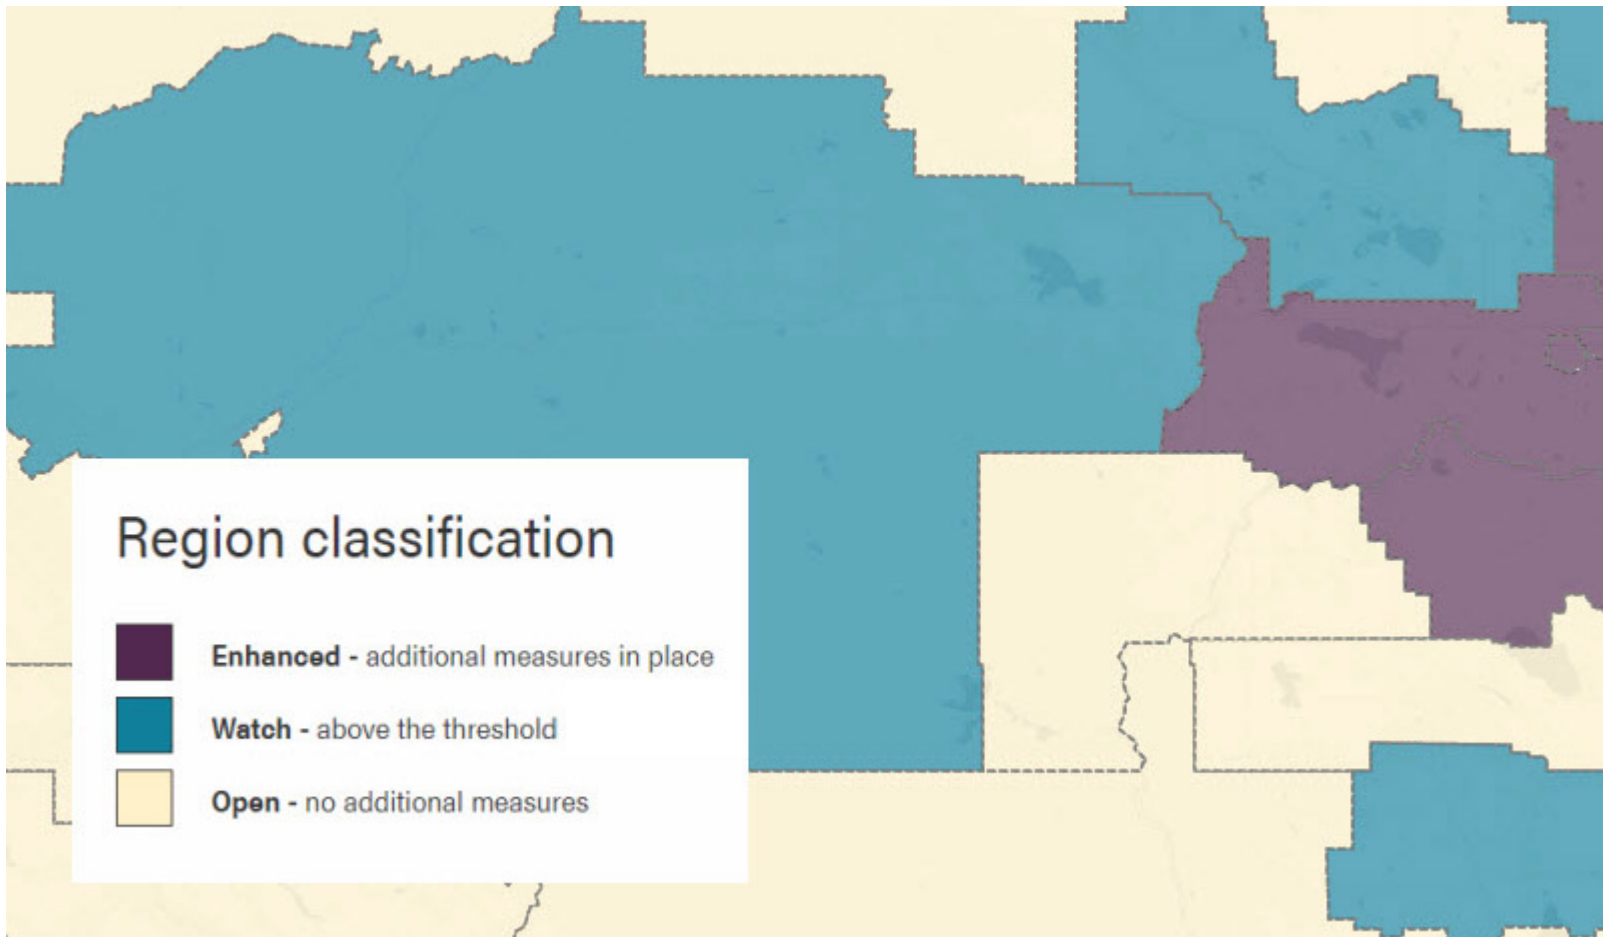 Region classification
Enhanced - additional measures in place
Watch - above the threshold
Open - no additional measures